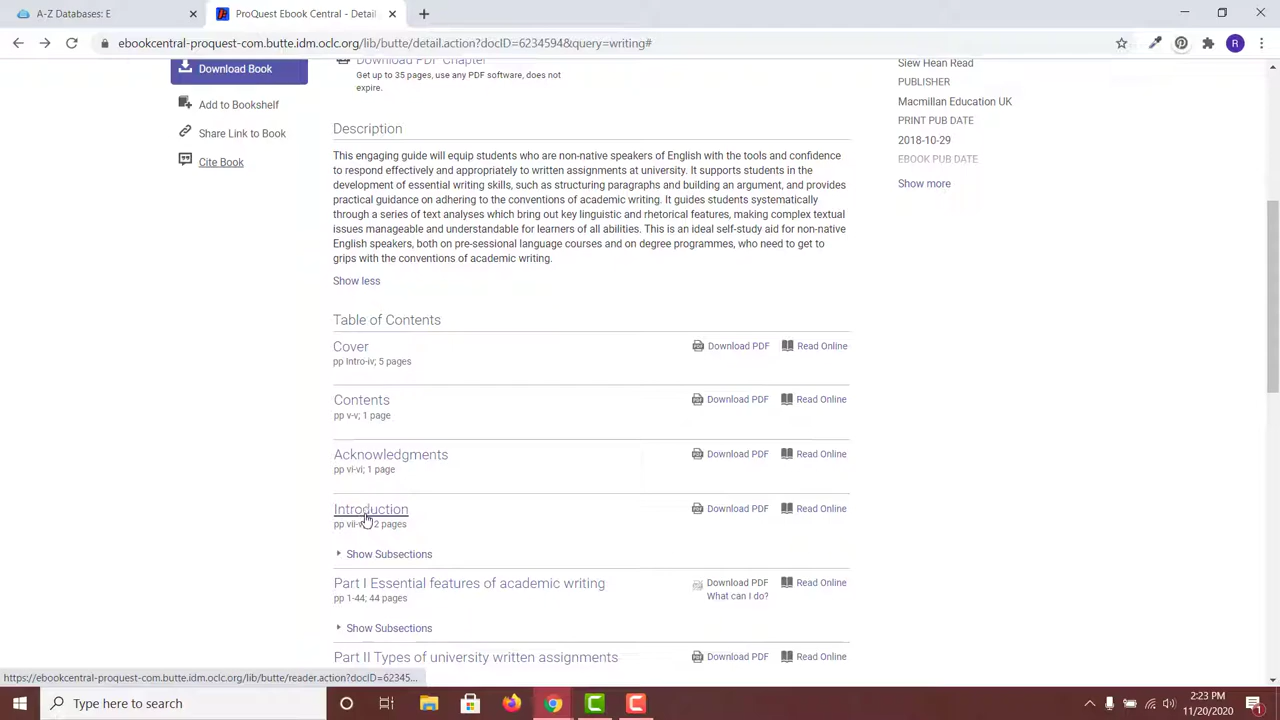 A-Z Databases: E
ProQuest Ebook Central - Detail
ebookcentral-proquest-com.butte.idm.oclc.org/lib/butte/detail.action?docID=6234594&query=writing#
Download Book
Add to Bookshelf
Share Link to Book
Cite Book
Download PDF Chapter
Get up to 35 pages, use any PDF software, does not
expire.
Description
This engaging guide will equip students who are non-native speakers of English with the tools and confidence
to respond effectively and appropriately to written assignments at university. It supports students in the
development of essential writing skills, such as structuring paragraphs and building an argument, and provides
practical guidance on adhering to the conventions of academic writing. It guides students systematically
through a series of text analyses which bring out key linguistic and rhetorical features, making complex textual
issues manageable and understandable for learners of all abilities. This is an ideal self-study aid for non-native
English speakers, both on pre-sessional language courses and on degree programmes, who need to get to
grips with the conventions of academic writing.
Show less
Table of Contents
Cover
pp Intro-iv; 5 pages
Download PDF
Read Online
Contents
pp v-v; 1 page
Download PDF
Read Online
Acknowledgments
pp vi-vi; 1 page
Download PDF
Read Online
Introduction
2 pages
Download PDF
Read Online
Show Subsections
Part I Essential features of academic writing
pp 1-44; 44 pages
Download PDF
What can I do?
Read Online
Show Subsections
Part II Types of university written assignments
Download PDF
Read Online
Siew Hean Read
PUBLISHER
Macmillan Education UK
PRINT PUB DATE
2018-10-29
EBOOK PUB DATE
Show more
https://ebookcentral-proquest-com.butte.idm.oclc.org/lib/butte/reader.action?docID=62345...
Type here to search
2:23 PM
11/20/2020